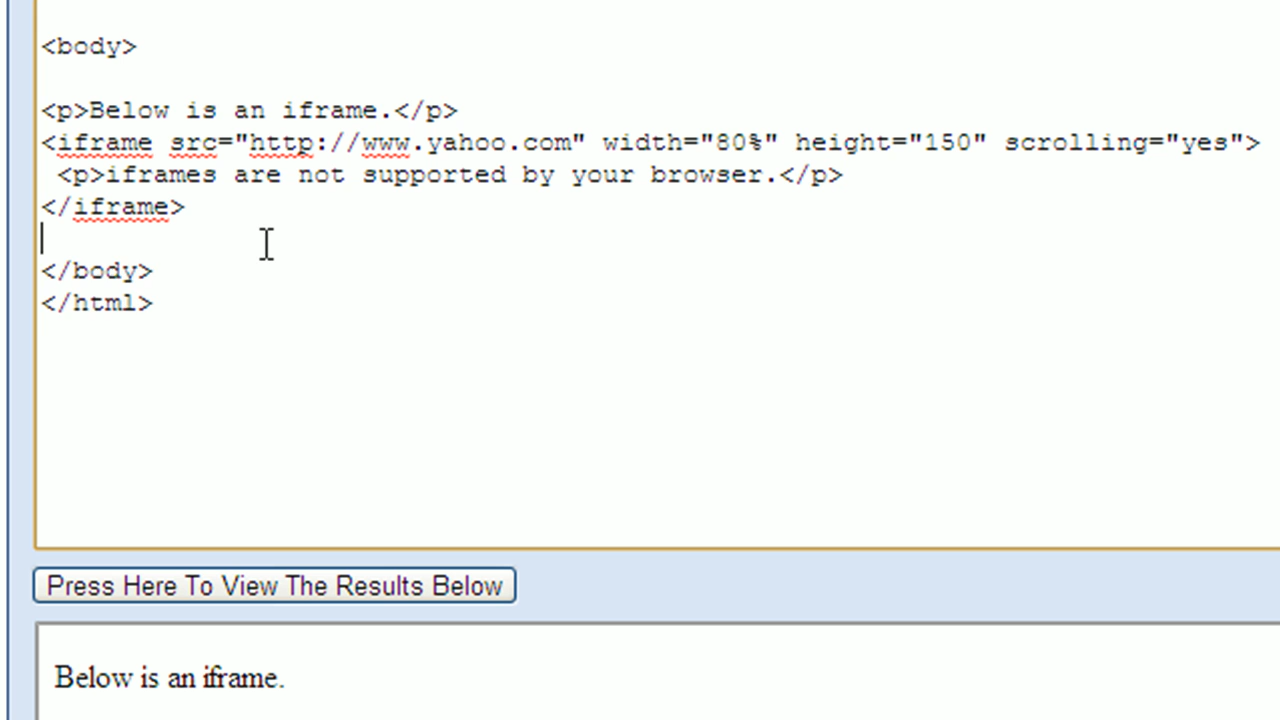 <body>
<p>Below is an iframe.</p>
<iframe src="http://www.yahoo.com" width="80%" height="150" scrolling="yes">
<p>iframes are not supported by your browser.</p>
</iframe>
</body>
</html>
Press Here To View The Results Below
Below is an iframe.